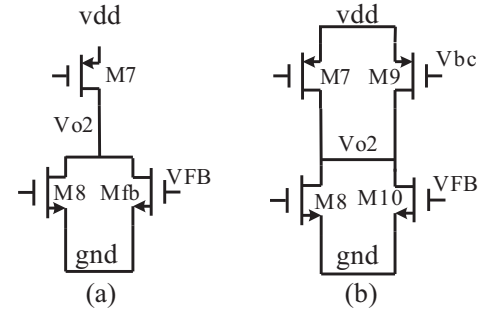 vdd
M7
Vo2
M8 Mfb VFB
gnd
(a)
vdd
M7 M9 Vbc
Vo2
M8 M10 VFB
gnd
(b)